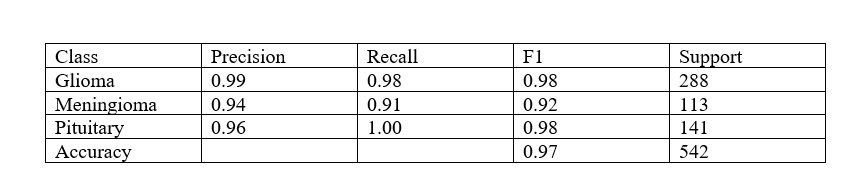 Class Precision Recall F1 Support
Glioma 0.99 0.98 0.98 288
Meningioma 0.94 0.91 0.92 113
Pituitary 0.96 1.00 0.98 141
Accuracy 0.97 542